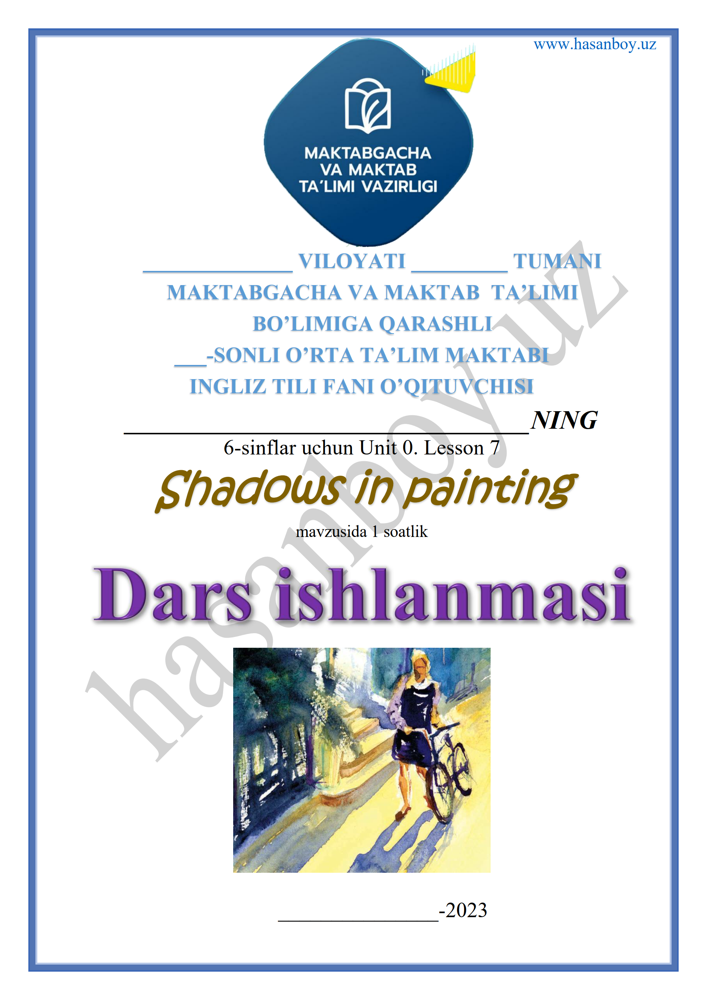 www.hasanboy.uz
MAKTABGACHA
VA MAKTAB
TA´LIMI VAZIRLIGI
______________ VILOYATI _________ TUMANI
MAKTABGACHA VA MAKTAB TA’LIMI
BO’LIMIGA QARASHLI
___-SONLI O’RTA TA’LIM MAKTABI
INGLIZ TILI FANI O’QITUVCHISI
_______________________________NING
6-sinflar uchun Unit 0. Lesson 7
Shadows in painting
mavzusida 1 soatlik
Dars ishlanmasi
hasanboy uz
_______________-2023